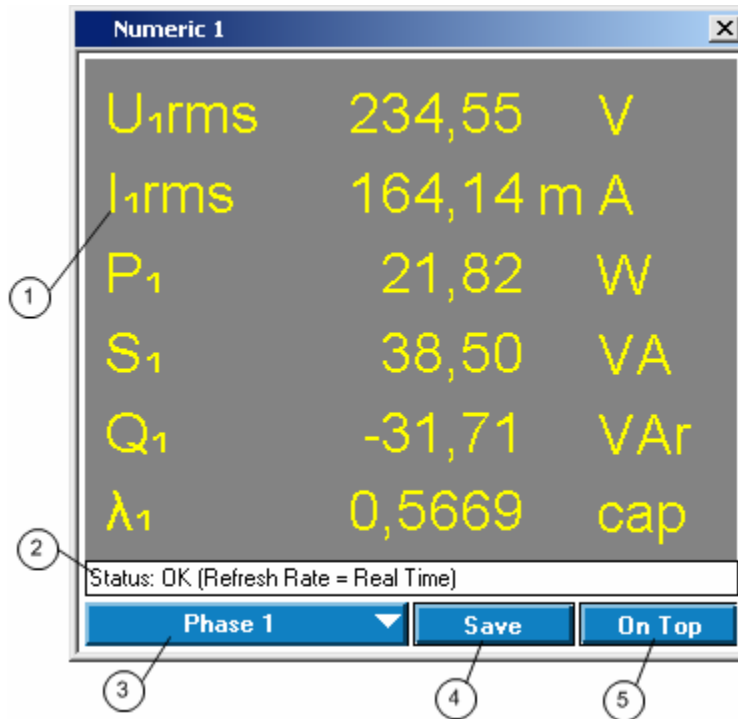 Numeric 1
U₁rms 234,55 V
I₁rms 164,14 m A
P₁ 21,82 W
S₁ 38,50 VA
Q₁ -31,71 VAr
λ₁ 0,5669 cap
Status: OK (Refresh Rate = Real Time)
Phase 1 Save On Top
1
2
3 4 5